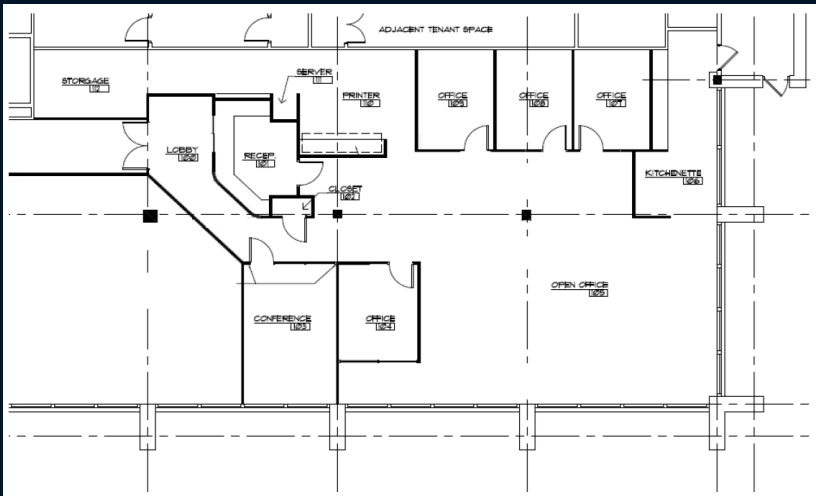 ADJACENT TENANT SPACE
STORGAGE
112
SERVER
111
PRINTER
110
OFFICE
109
OFFICE
108
OFFICE
107
LOBBY
100
RECEP.
101
KITCHENETTE
106
CLOSET
102
OPEN OFFICE
105
CONFERENCE
103
OFFICE
104